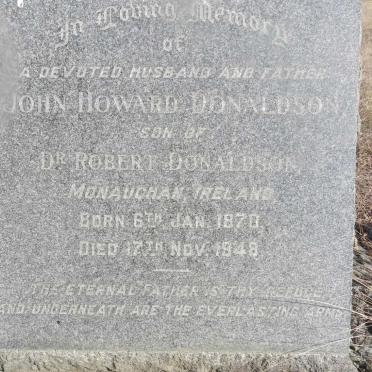 In Loving Memory
of
A DEVOTED HUSBAND AND FATHER
JOHN HOWARD DONALDSON
SON OF
DR ROBERT DONALDSON,
MONAUGHAN, IRELAND.
BORN 6TH JAN. 1870,
DIED 17TH NOV. 1948.
THE ETERNAL FATHER IS THY REFUGE
AND UNDERNEATH ARE THE EVERLASTING ARMS